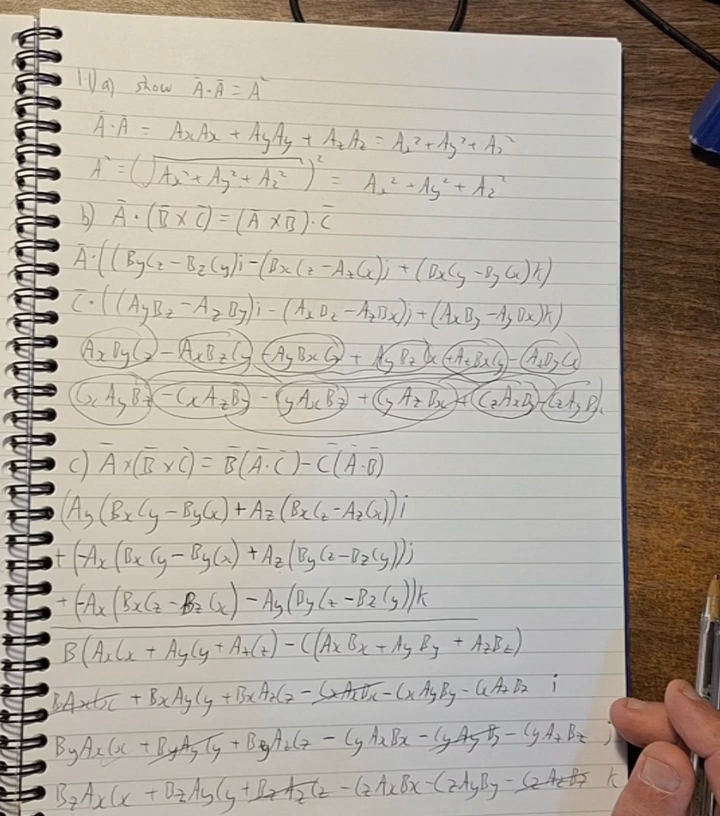 1.1) a) show Ā·Ā = A²
Ā·A = AxAx + AyAy + AzAz = Ax² + Ay² + Az²
A² = (√(Ax² + Ay² + Az²))² = Ax² + Ay² + Az²
b) Ā·(B̄ × C̄) = (Ā × B̄)·C̄
Ā·((ByCz − BzCy)i − (BxCz − AzCx)j + (BxCy − ByCx)k)
C̄·((AyBz − AzBy)i − (AxBz − AzBx)j + (AxBy − AyBx)k)
AxByCz − AxBzCy − AyBxCz + AyBzCx + AzBxCy − AzByCx
CxAyBz − CxAzBy − CyAxBz + CyAzBx + CzAxBy − CzAyBx
c) Ā×(B̄×C̄) = B̄(Ā·C̄) − C̄(Ā·B̄)
(Ay(BxCy − ByCx) + Az(BxCz − AzCx))i
+ (−Ax(BxCy − ByCx) + Az(ByCz − BzCy))j
+ (−Ax(BxCz − BzCx) − Ay(ByCz − BzCy))k
B(AxCx + AyCy + AzCz) − C(AxBx + AyBy + AzBz)
BAxCx + BxAyCy + BxAzCz − CxAxBx − CxAyBy − CxAzBz i
ByAxCx + ByAyCy + ByAzCz − CyAxBx − CyAyBy − CyAzBz j
BzAxCx + BzAyCy + BzAzCz − CzAxBx − CzAyBy − CzAzBz k